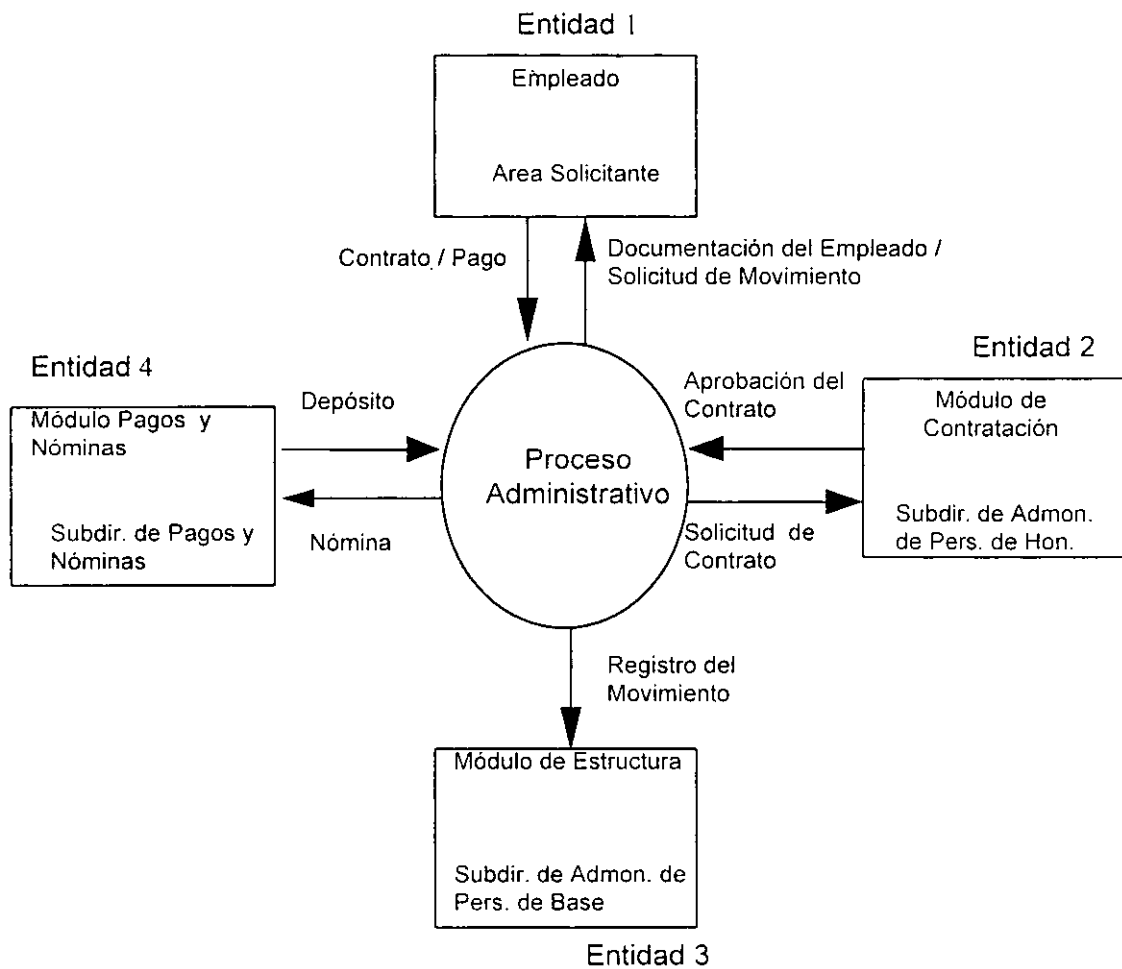 Entidad 1
Empleado
Area Solicitante
Contrato / Pago
Documentación del Empleado /
Solicitud de Movimiento
Entidad 4
Módulo Pagos y
Nóminas
Subdir. de Pagos y
Nóminas
Depósito
Nómina
Proceso
Administrativo
Entidad 2
Aprobación del
Contrato
Solicitud de
Contrato
Módulo de
Contratación
Subdir. de Admon.
de Pers. de Hon.
Registro del
Movimiento
Módulo de Estructura
Subdir. de Admon. de
Pers. de Base
Entidad 3